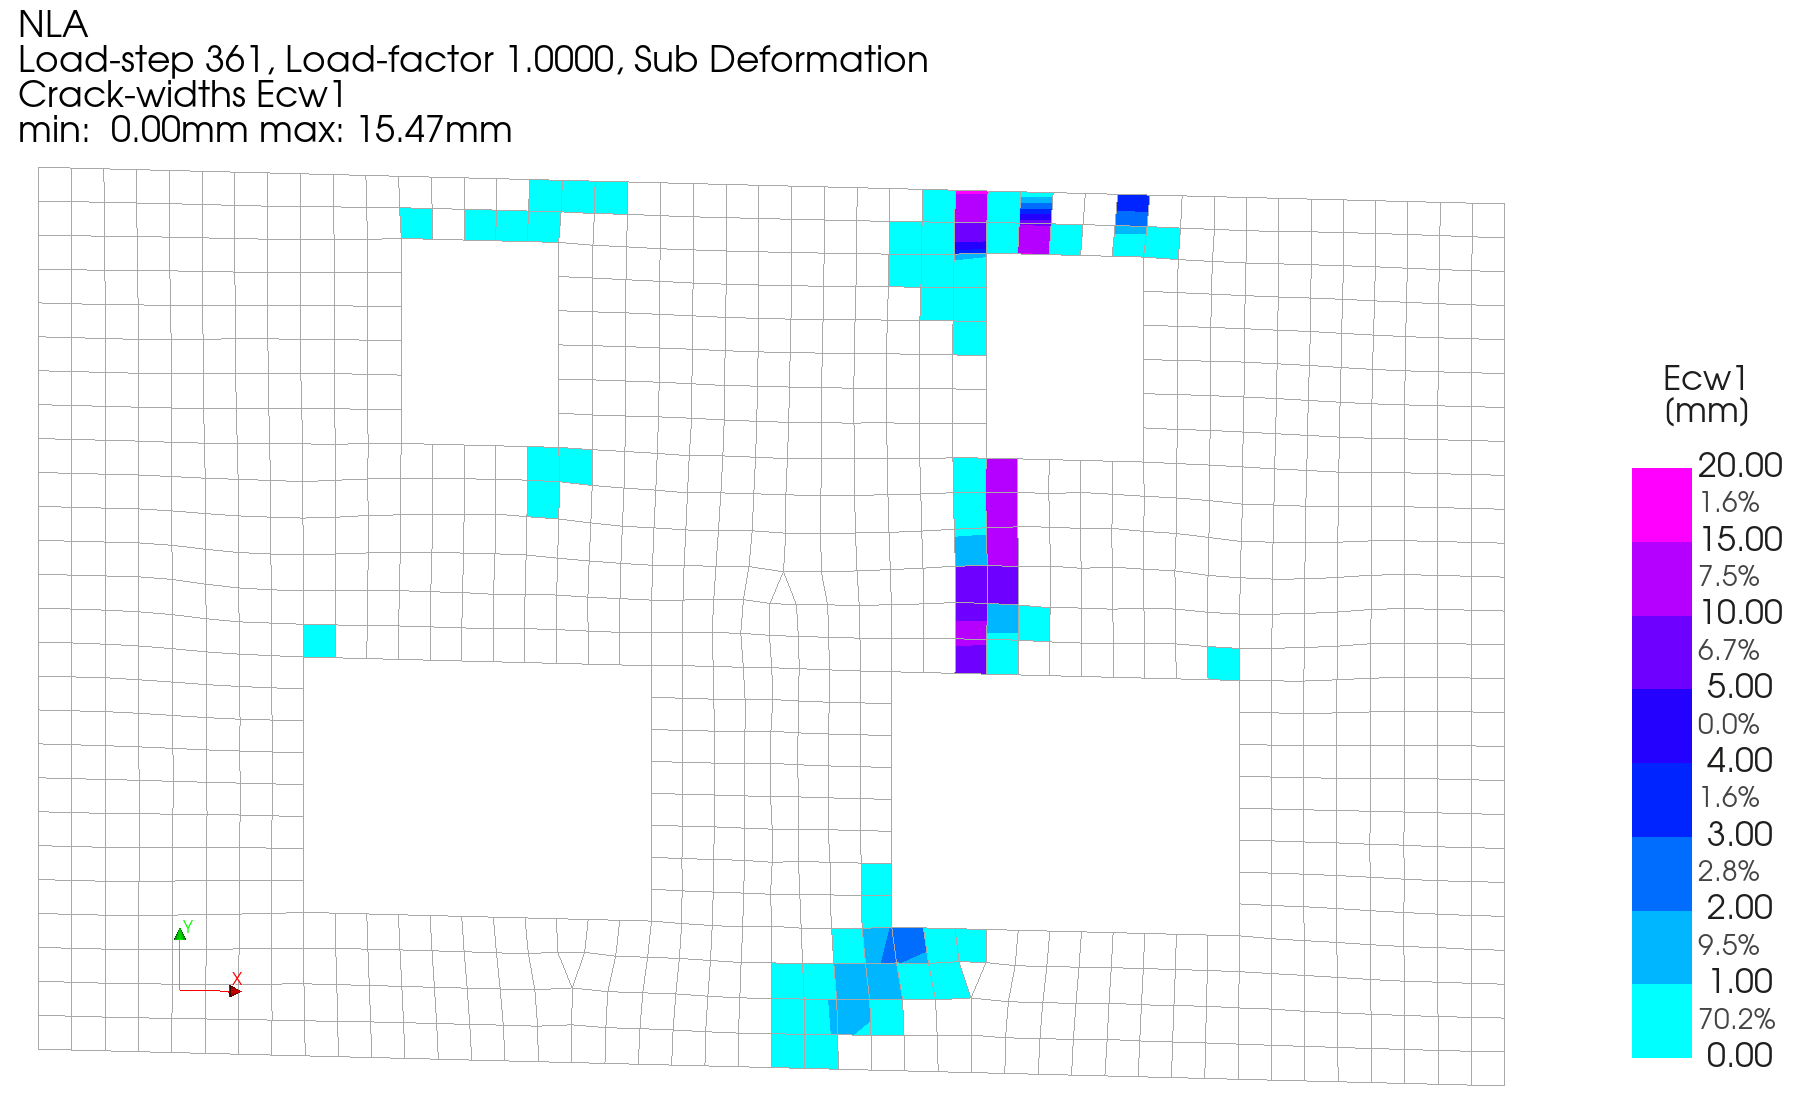 NLA
Load-step 361, Load-factor 1.0000, Sub Deformation
Crack-widths Ecw1
min:  0.00mm max: 15.47mm
Ecw1
(mm)
20.00
1.6%
15.00
7.5%
10.00
6.7%
5.00
0.0%
4.00
1.6%
3.00
2.8%
2.00
9.5%
1.00
70.2%
0.00
Y
X